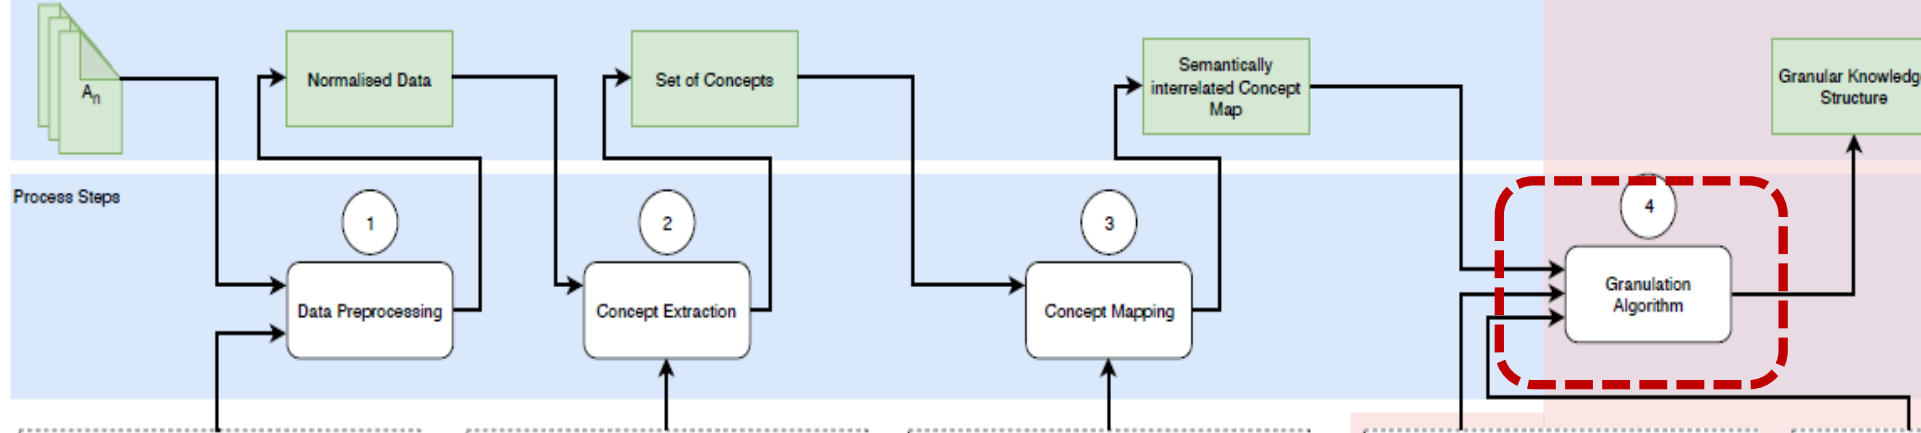 An
Normalised Data
Set of Concepts
Semantically
interrelated Concept
Map
Granular Knowledg
Structure
Process Steps
1
2
3
4
Data Preprocessing
Concept Extraction
Concept Mapping
Granulation
Algorithm